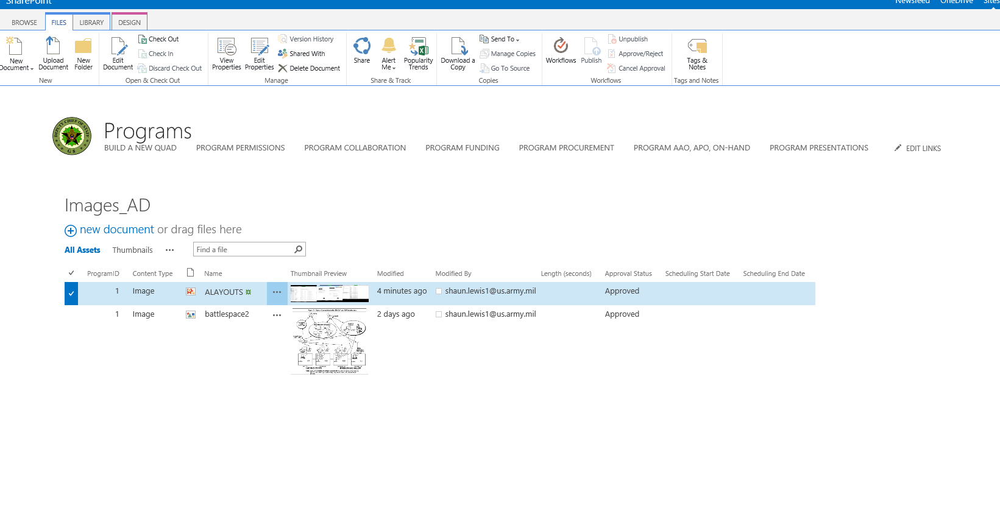 SharePoint
Newsfeed OneDrive Sites
BROWSE FILES LIBRARY DESIGN
New Document
Upload Document
New Folder
New
Edit Document
Check Out
Check In
Discard Check Out
Open & Check Out
View Properties
Edit Properties
Version History
Shared With
Delete Document
Manage
Share
Alert Me
Popularity Trends
Share & Track
Download a Copy
Send To
Manage Copies
Go To Source
Copies
Workflows
Publish
Unpublish
Approve/Reject
Cancel Approval
Workflows
Tags & Notes
Tags and Notes
DEPUTY CHIEF OF STAFF
G 8
Programs
BUILD A NEW QUAD PROGRAM PERMISSIONS PROGRAM COLLABORATION PROGRAM FUNDING PROGRAM PROCUREMENT PROGRAM AAO, APO, ON-HAND PROGRAM PRESENTATIONS EDIT LINKS
Images_AD
new document or drag files here
All Assets Thumbnails ••• Find a file
ProgramID Content Type Name Thumbnail Preview Modified Modified By Length (seconds) Approval Status Scheduling Start Date Scheduling End Date
1 Image ALAYOUTS ••• 4 minutes ago shaun.lewis1@us.army.mil Approved
1 Image battlespace2 ••• 2 days ago shaun.lewis1@us.army.mil Approved